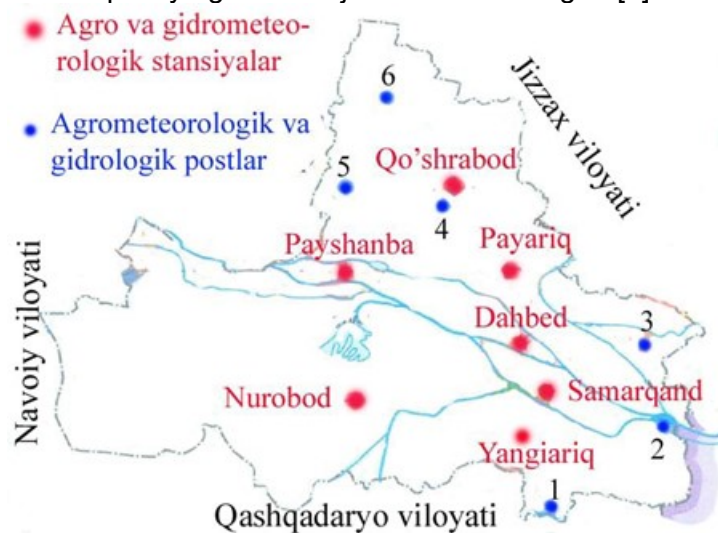 Agro va gidrometeo-
rologik stansiyalar
Agrometeorologik va
gidrologik postlar
6
Jizzax viloyati
5
Qo'shrabod
4
Payshanba
Payariq
Navoiy viloyati
Dahbed
3
Nurobod
Samarqand
2
Yangiariq
1
Qashqadaryo viloyati